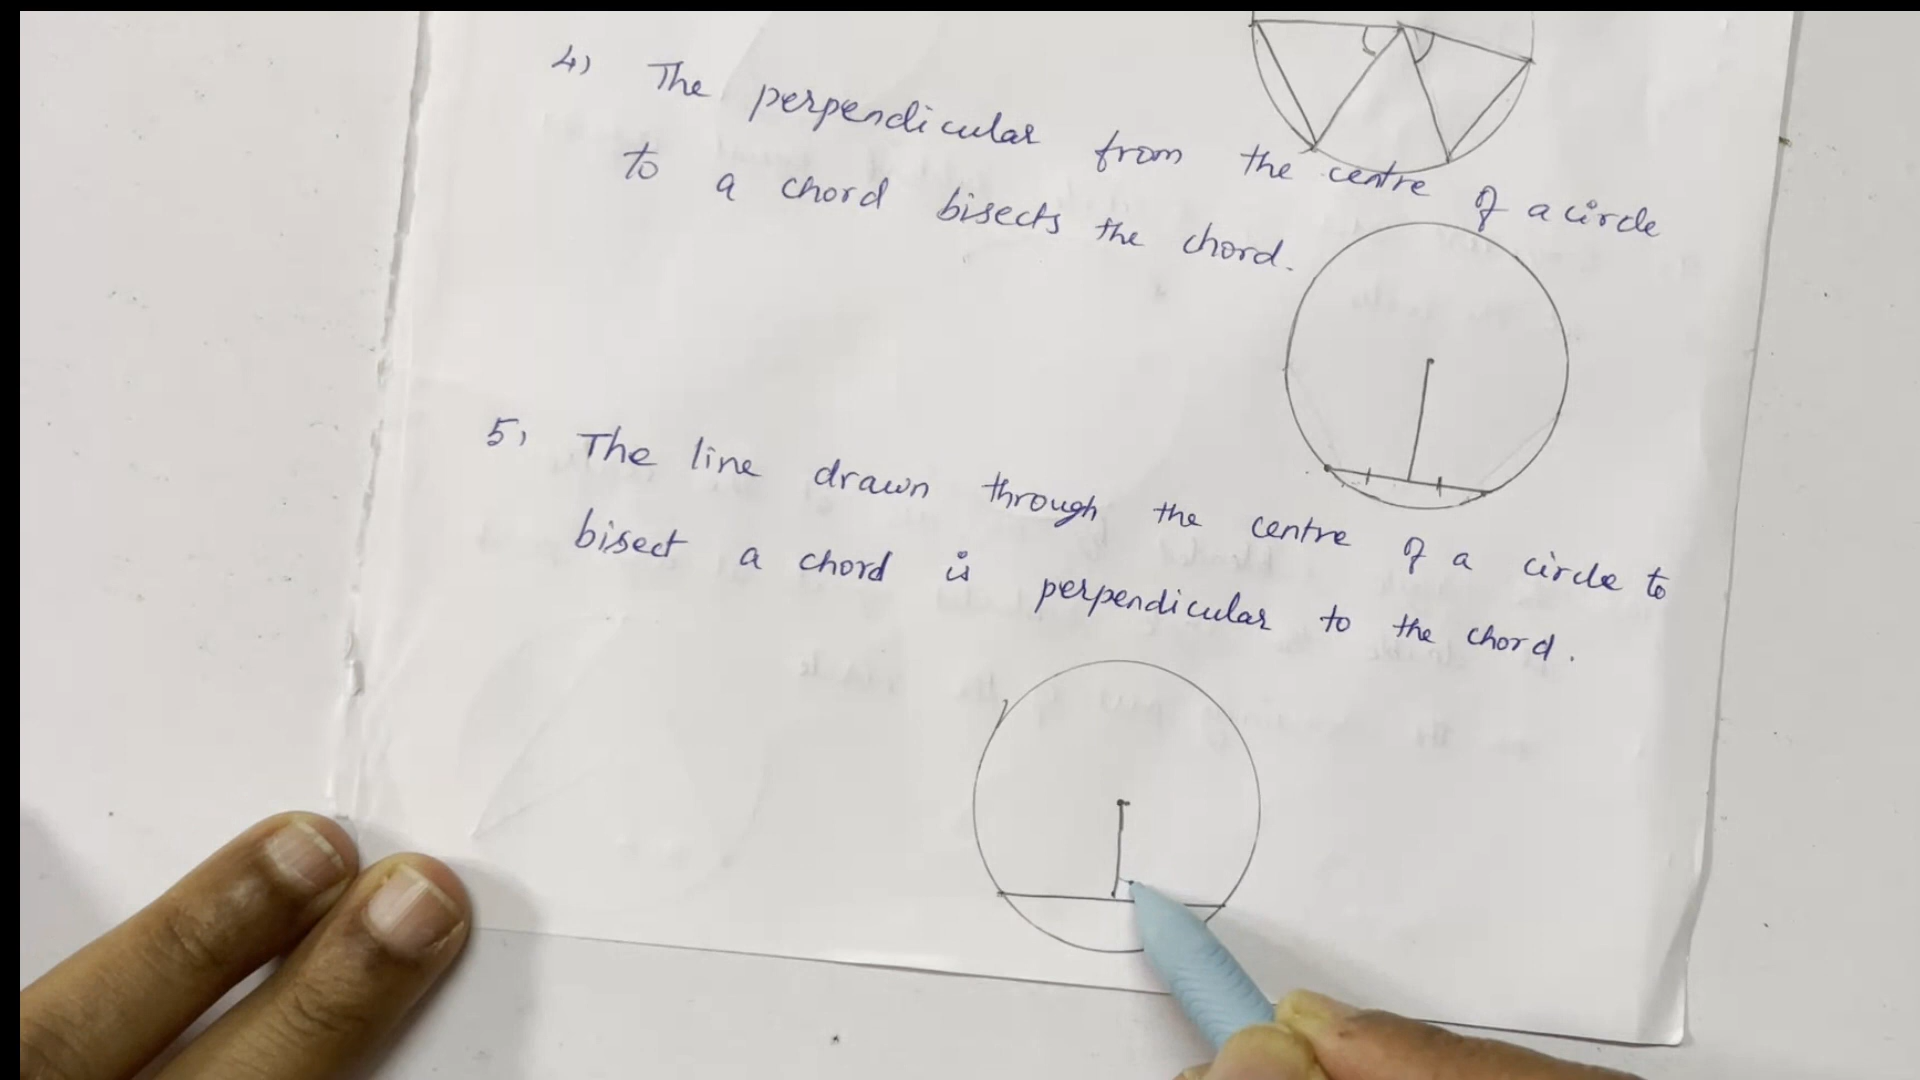 4) The perpendicular from the centre of a circle
to a chord bisects the chord.
5) The line drawn through the centre of a circle to
bisect a chord is perpendicular to the chord.